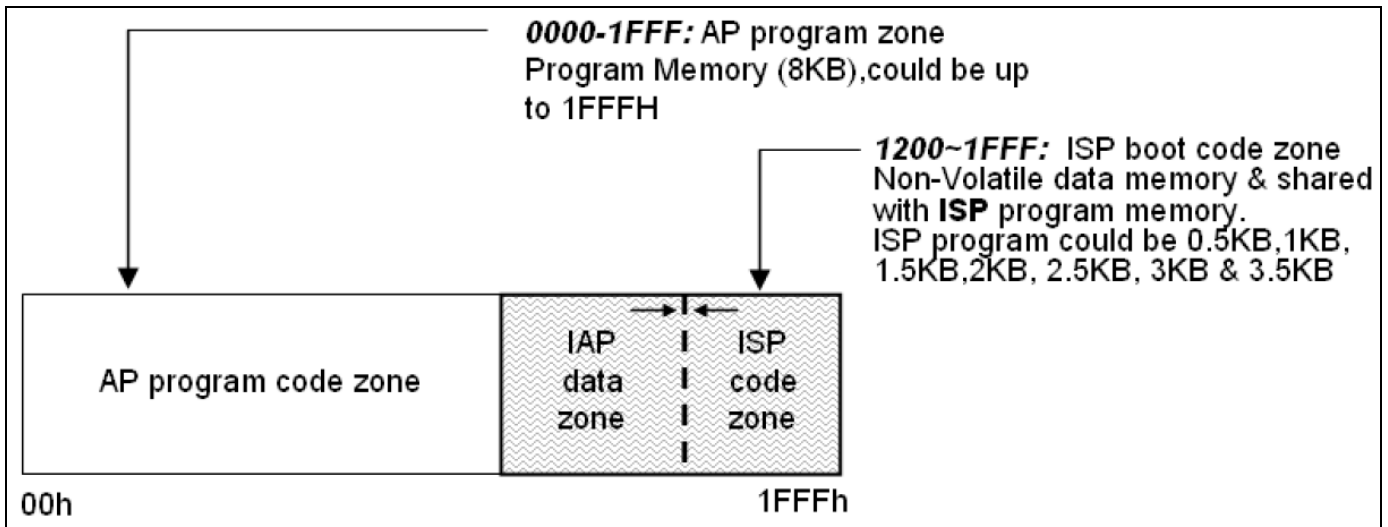 0000-1FFF: AP program zone
Program Memory (8KB),could be up
to 1FFFH
1200~1FFF: ISP boot code zone
Non-Volatile data memory & shared
with ISP program memory.
ISP program could be 0.5KB,1KB,
1.5KB,2KB, 2.5KB, 3KB & 3.5KB
AP program code zone
IAP
data
zone
ISP
code
zone
00h
1FFFh